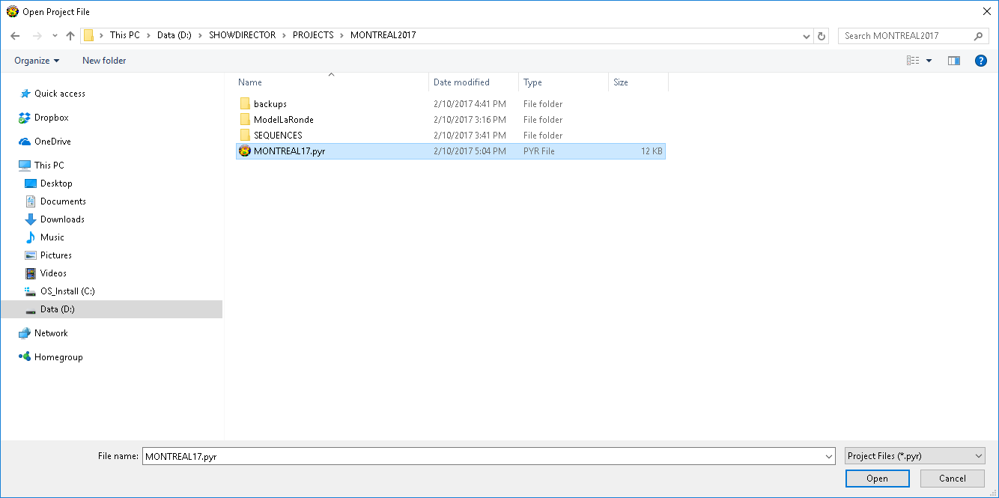 Open Project File
This PC > Data (D:) > SHOWDIRECTOR > PROJECTS > MONTREAL2017
Search MONTREAL2017
Organize
New folder
Quick access
Dropbox
OneDrive
This PC
Desktop
Documents
Downloads
Music
Pictures
Videos
OS_Install (C:)
Data (D:)
Network
Homegroup
Name Date modified Type Size
backups 2/10/2017 4:41 PM File folder
ModelLaRonde 2/10/2017 3:16 PM File folder
SEQUENCES 2/10/2017 3:41 PM File folder
MONTREAL17.pyr 2/10/2017 5:04 PM PYR File 12 KB
File name: MONTREAL17.pyr
Project Files (*.pyr)
Open Cancel